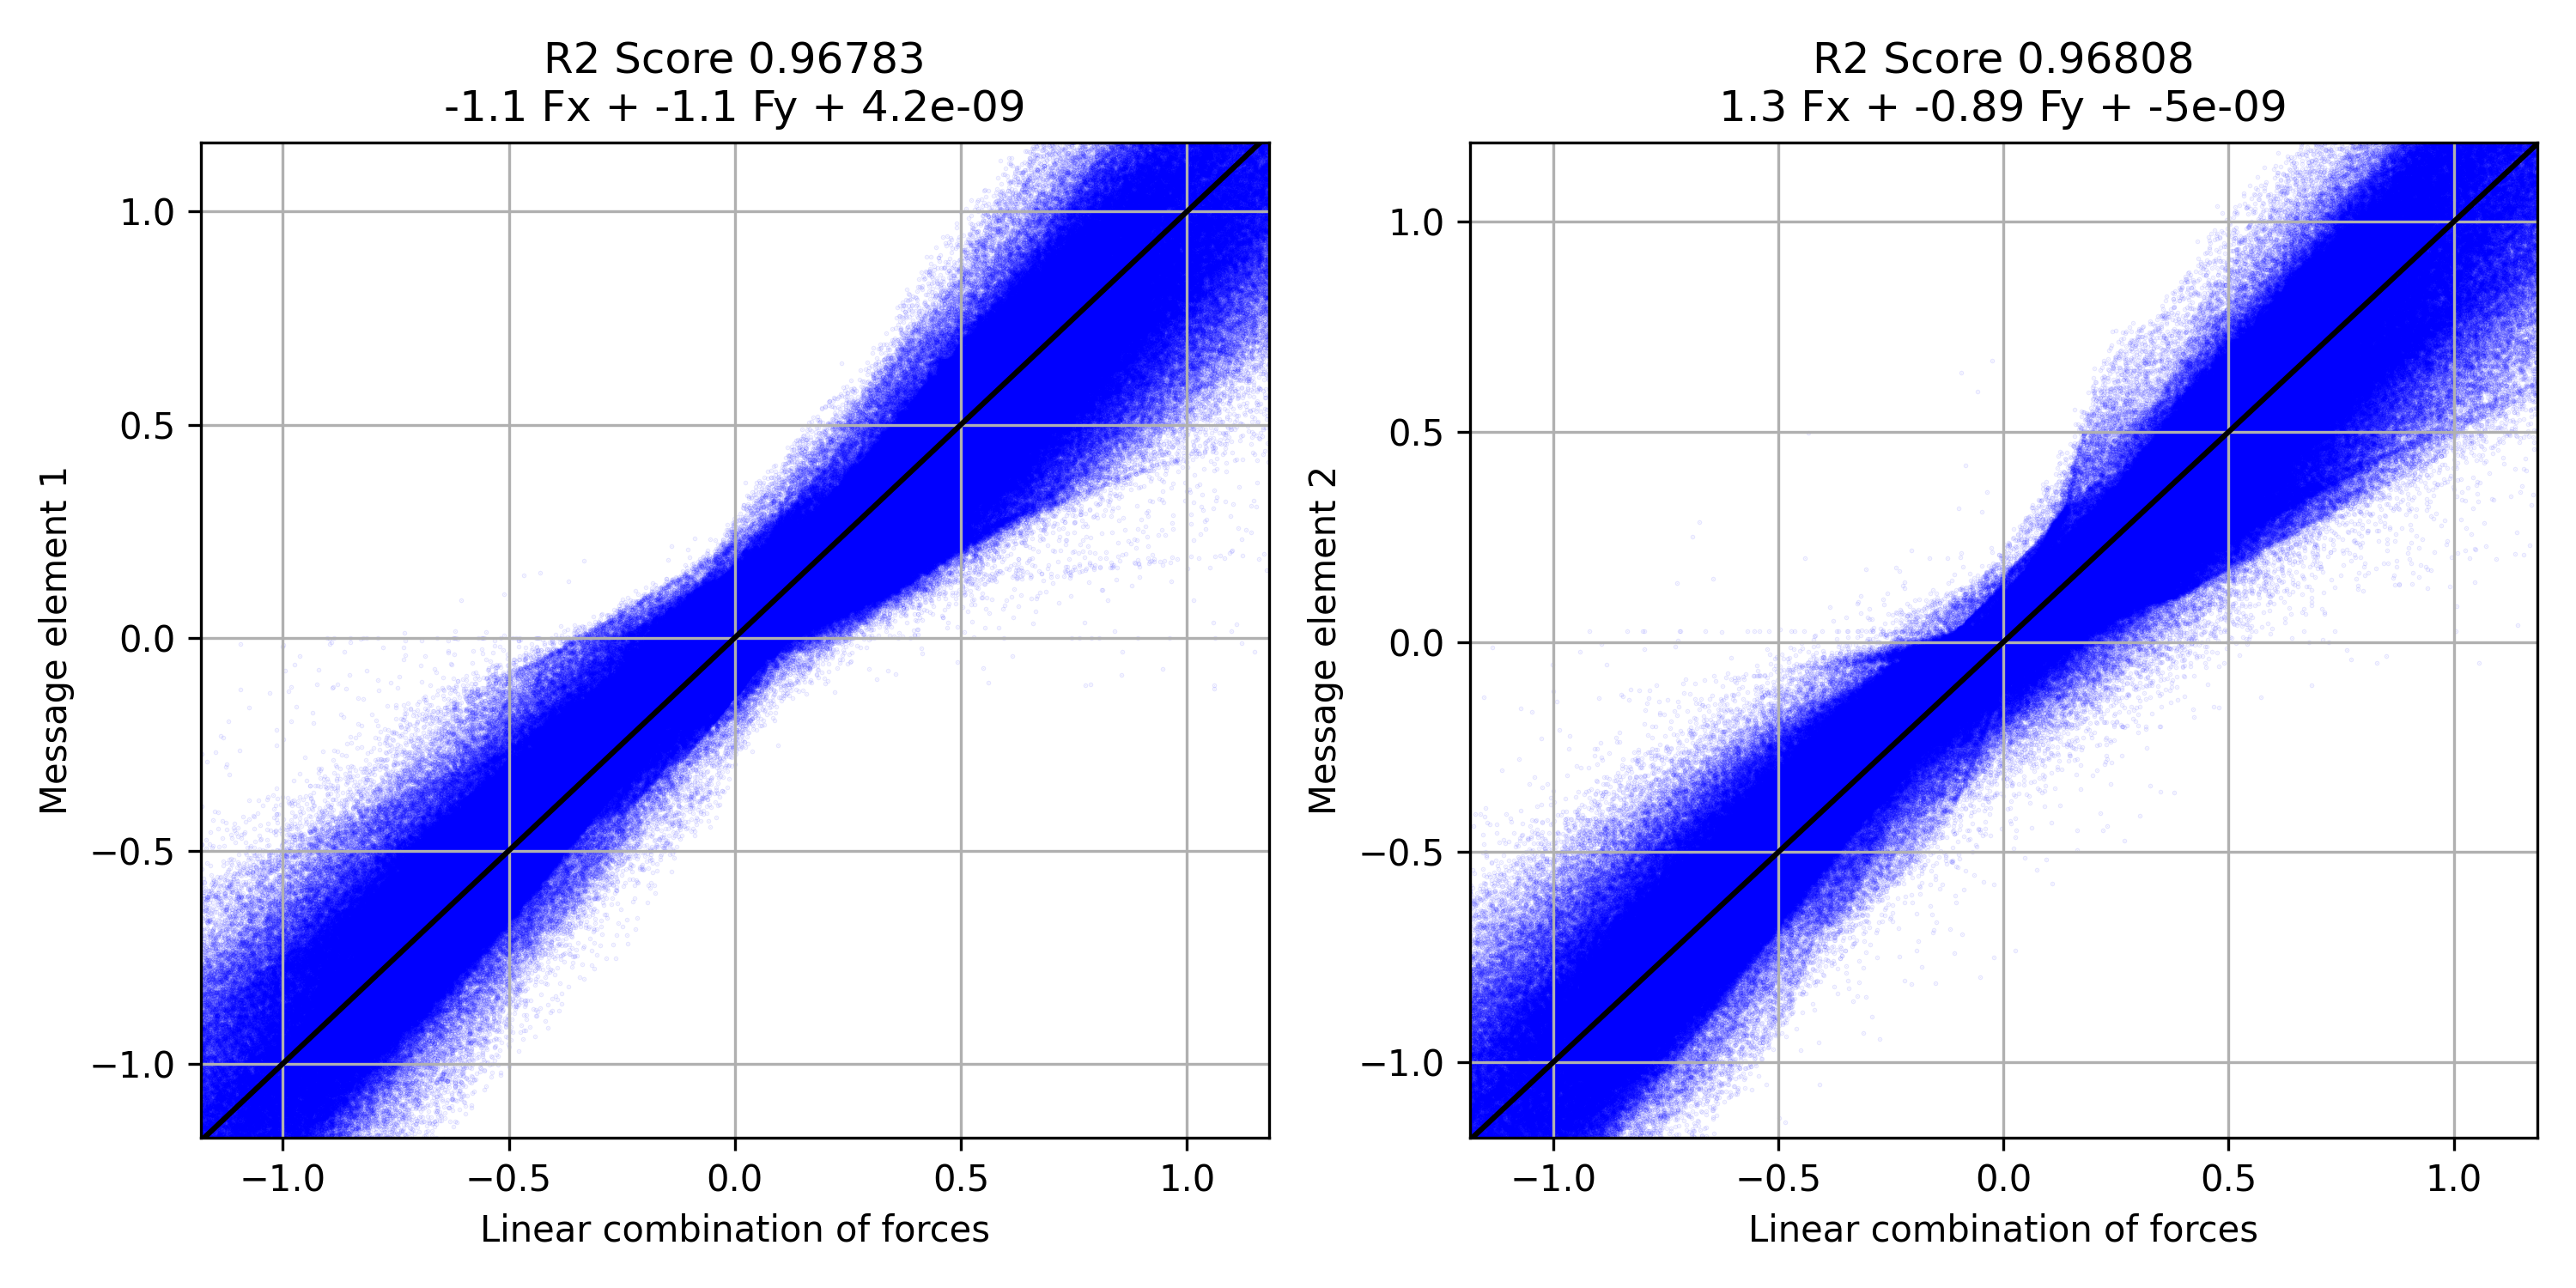 R2 Score 0.96783
-1.1 Fx + -1.1 Fy + 4.2e-09
1.0
0.5
0.0
−0.5
−1.0
Message element 1
−1.0 −0.5 0.0 0.5 1.0
Linear combination of forces
R2 Score 0.96808
1.3 Fx + -0.89 Fy + -5e-09
1.0
0.5
0.0
−0.5
−1.0
Message element 2
−1.0 −0.5 0.0 0.5 1.0
Linear combination of forces